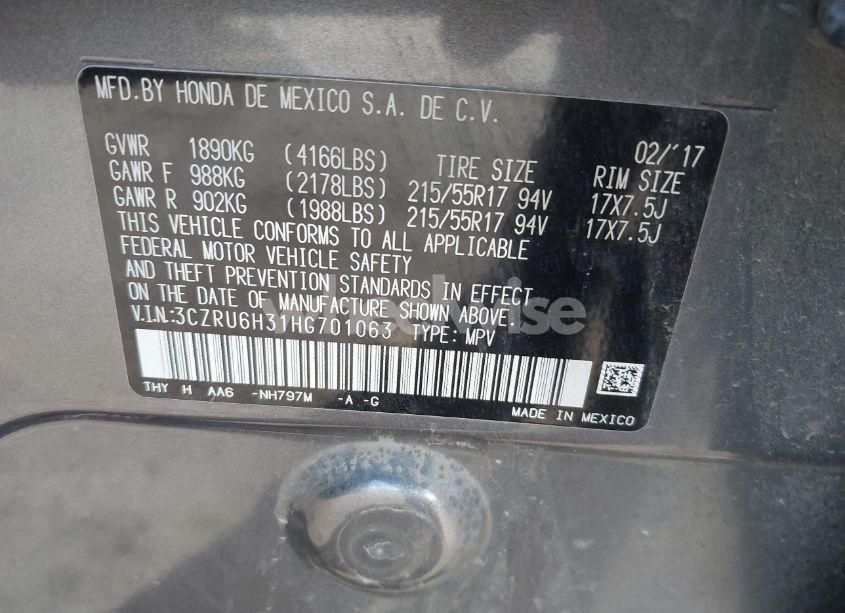 MFD.BY HONDA DE MEXICO S.A. DE C.V.
02/'17
GVWR 1890KG (4166LBS) TIRE SIZE RIM SIZE
GAWR F 988KG (2178LBS) 215/55R17 94V 17X7.5J
GAWR R 902KG (1988LBS) 215/55R17 94V 17X7.5J
THIS VEHICLE CONFORMS TO ALL APPLICABLE
FEDERAL MOTOR VEHICLE SAFETY
AND THEFT PREVENTION STANDARDS IN EFFECT
ON THE DATE OF MANUFACTURE SHOWN ABOVE.
V.I.N.:3CZRU6H31HG701063 TYPE: MPV
THY H AA6 -NH797M -A -G
MADE IN MEXICO